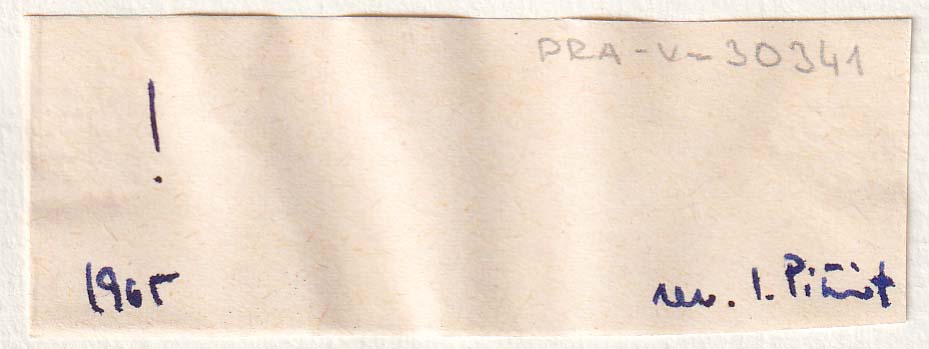 PRA-V-30341
!
1965
rev. I. Pišút